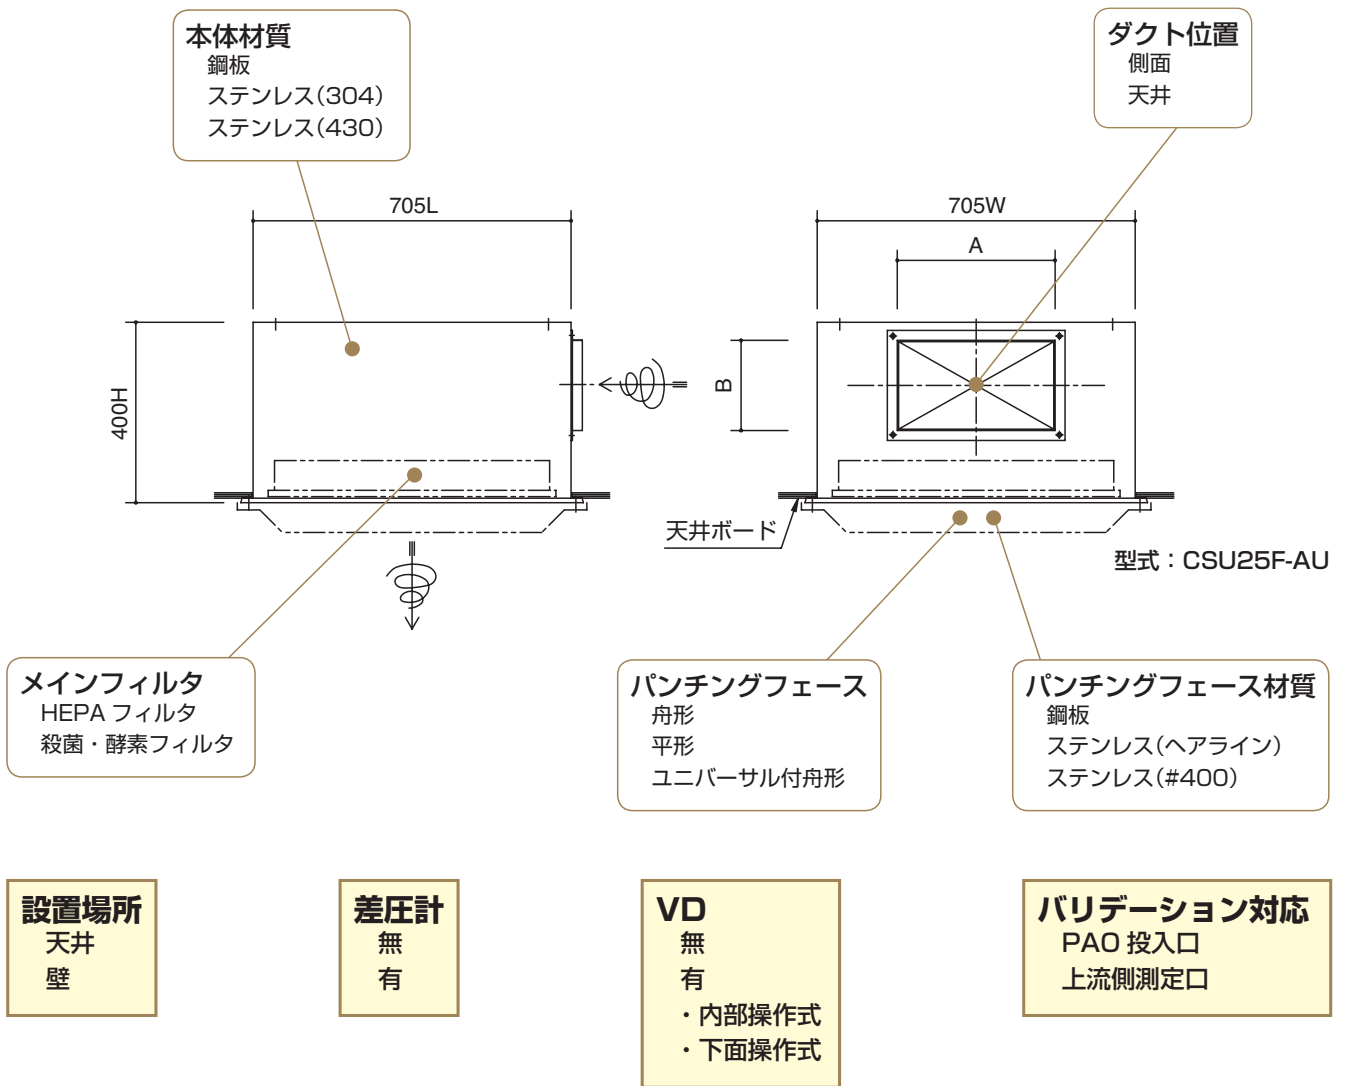 本体材質
鋼板
ステンレス(304)
ステンレス(430)
ダクト位置
側面
天井
705L
705W
A
B
400H
天井ボード
型式：CSU25F-AU
メインフィルタ
HEPA フィルタ
殺菌・酵素フィルタ
パンチングフェース
舟形
平形
ユニバーサル付舟形
パンチングフェース材質
鋼板
ステンレス(ヘアライン)
ステンレス(#400)
設置場所
天井
壁
差圧計
無
有
VD
無
有
・内部操作式
・下面操作式
バリデーション対応
PAO 投入口
上流側測定口